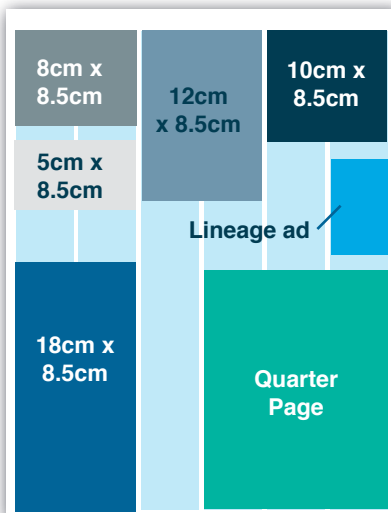 8cm x
8.5cm
12cm
x 8.5cm
10cm x
8.5cm
5cm x
8.5cm
Lineage ad
18cm x
8.5cm
Quarter
Page